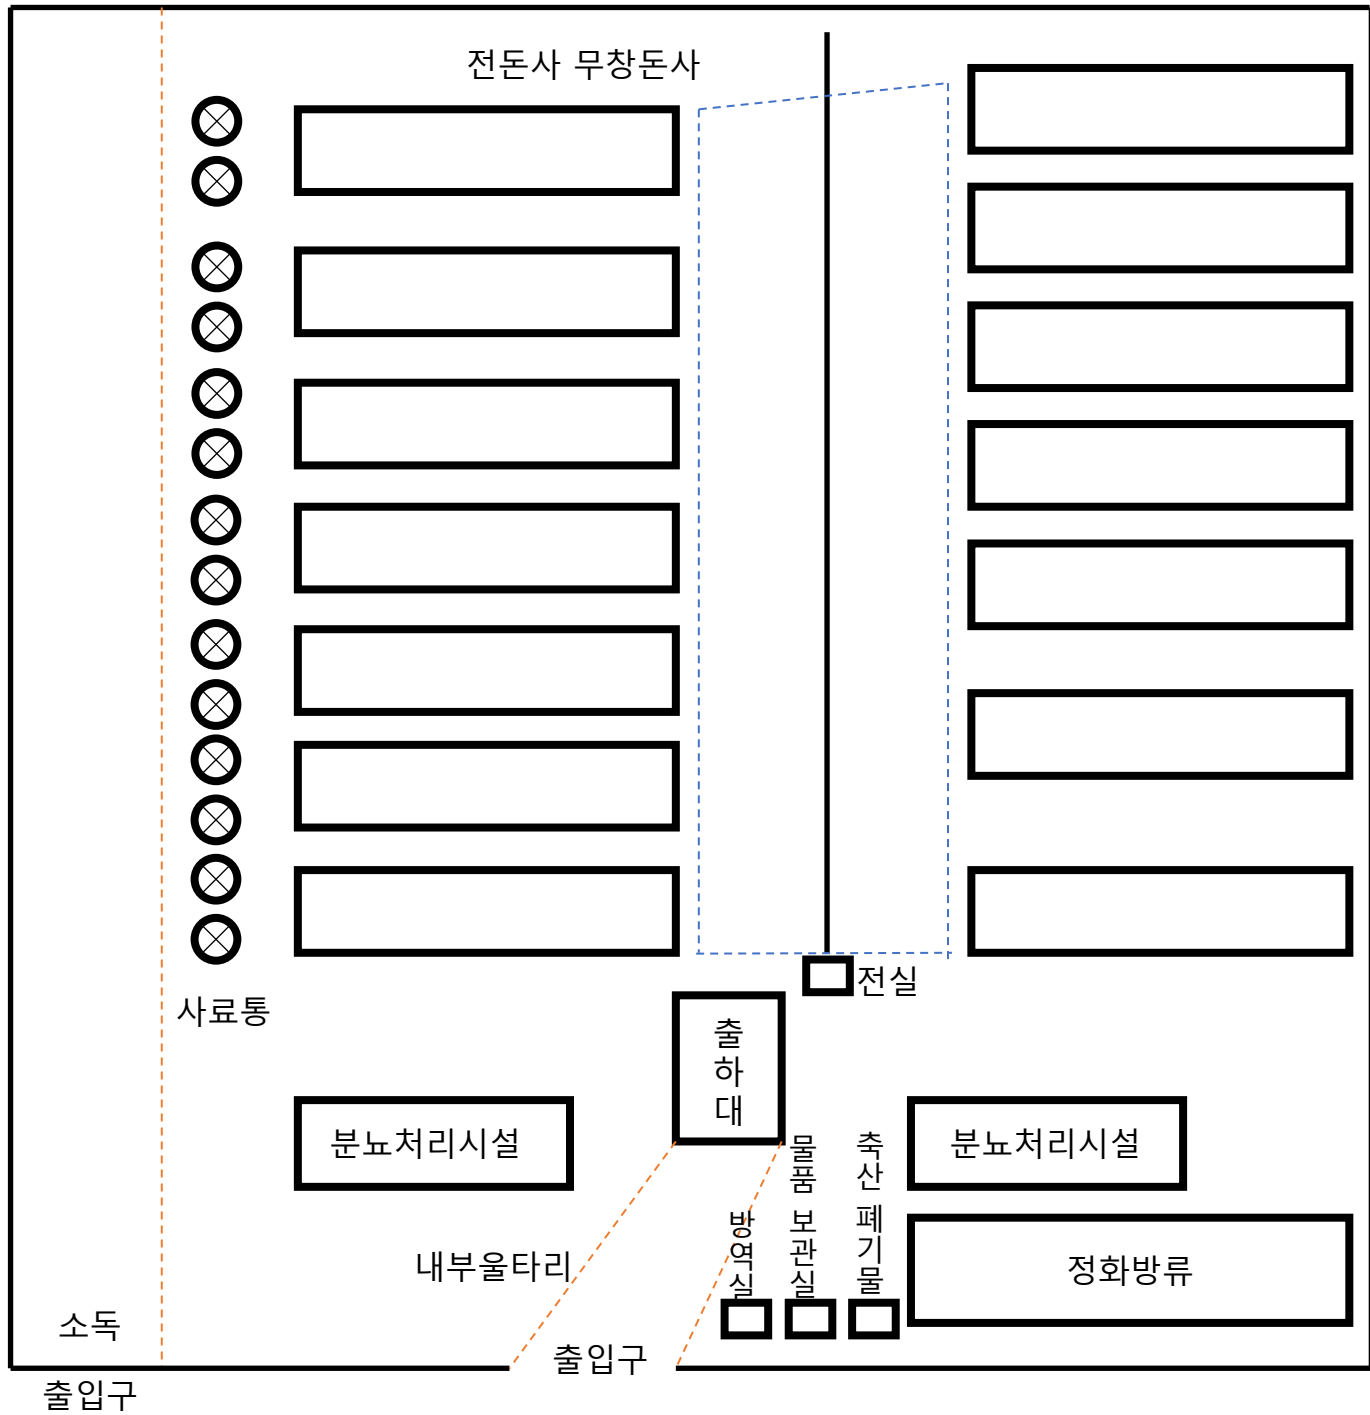 전돈사 무창돈사
전실
사료통
출하대
분뇨처리시설
분뇨처리시설
물품 보관실
축산 폐기물
방역실
내부울타리
정화방류
소독
출입구
출입구